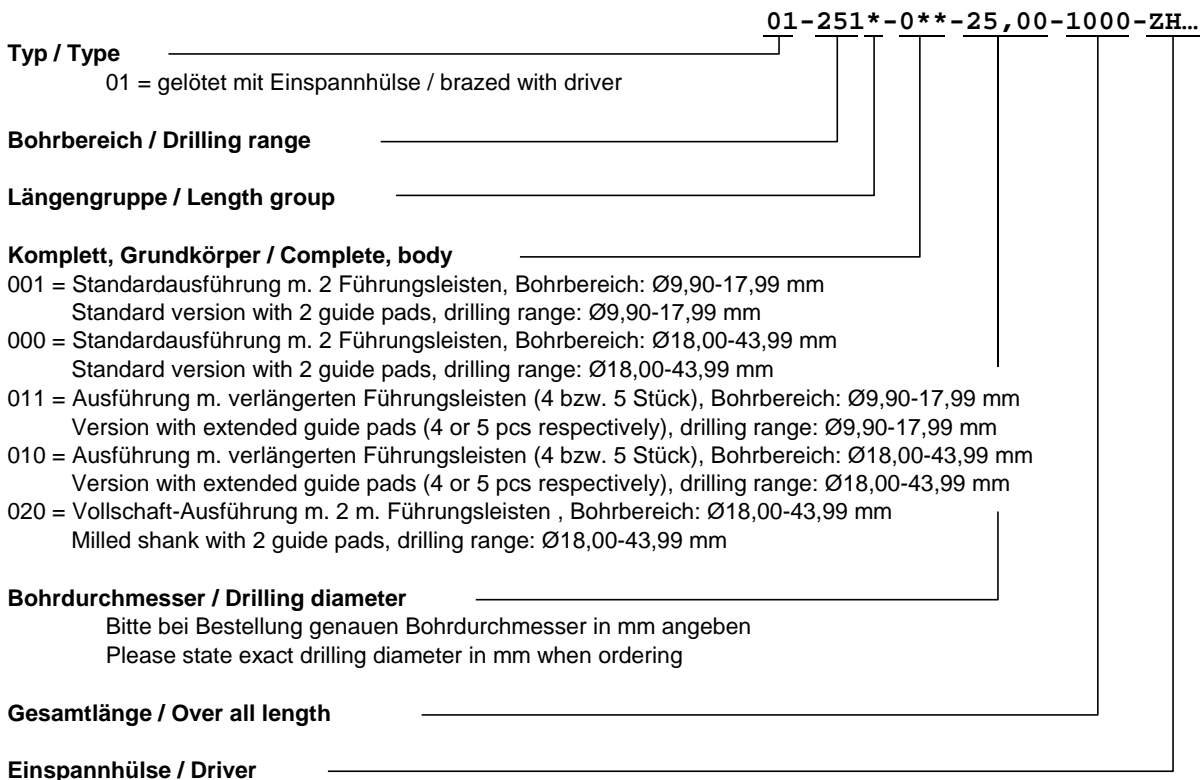 01-251*-0**-25,00-1000-ZH…
Typ / Type
01 = gelötet mit Einspannhülse / brazed with driver
Bohrbereich / Drilling range
Längengruppe / Length group
Komplett, Grundkörper / Complete, body
001 = Standardausführung m. 2 Führungsleisten, Bohrbereich: Ø9,90-17,99 mm
Standard version with 2 guide pads, drilling range: Ø9,90-17,99 mm
000 = Standardausführung m. 2 Führungsleisten, Bohrbereich: Ø18,00-43,99 mm
Standard version with 2 guide pads, drilling range: Ø18,00-43,99 mm
011 = Ausführung m. verlängerten Führungsleisten (4 bzw. 5 Stück), Bohrbereich: Ø9,90-17,99 mm
Version with extended guide pads (4 or 5 pcs respectively), drilling range: Ø9,90-17,99 mm
010 = Ausführung m. verlängerten Führungsleisten (4 bzw. 5 Stück), Bohrbereich: Ø18,00-43,99 mm
Version with extended guide pads (4 or 5 pcs respectively), drilling range: Ø18,00-43,99 mm
020 = Vollschaft-Ausführung m. 2 m. Führungsleisten , Bohrbereich: Ø18,00-43,99 mm
Milled shank with 2 guide pads, drilling range: Ø18,00-43,99 mm
Bohrdurchmesser / Drilling diameter
Bitte bei Bestellung genauen Bohrdurchmesser in mm angeben
Please state exact drilling diameter in mm when ordering
Gesamtlänge / Over all length
Einspannhülse / Driver